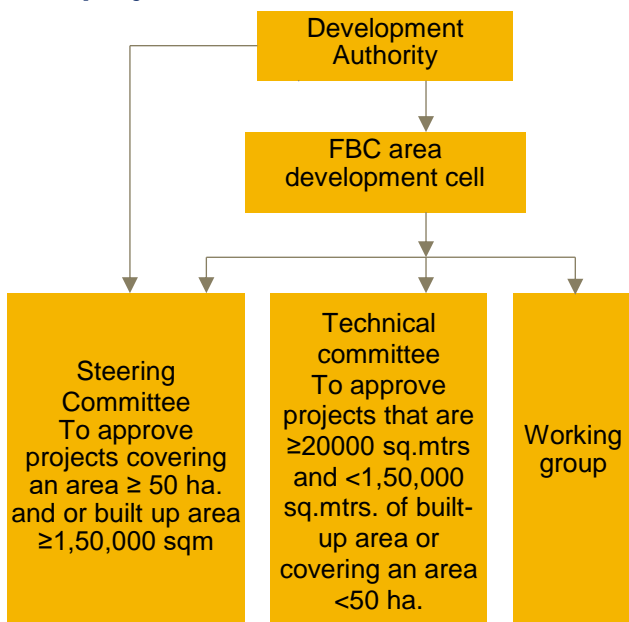 Development
Authority
FBC area
development cell
Steering
Committee
To approve
projects covering
an area ≥ 50 ha.
and or built up area
≥1,50,000 sqm
Technical
committee
To approve
projects that are
≥20000 sq.mtrs
and <1,50,000
sq.mtrs. of built-
up area or
covering an area
<50 ha.
Working
group